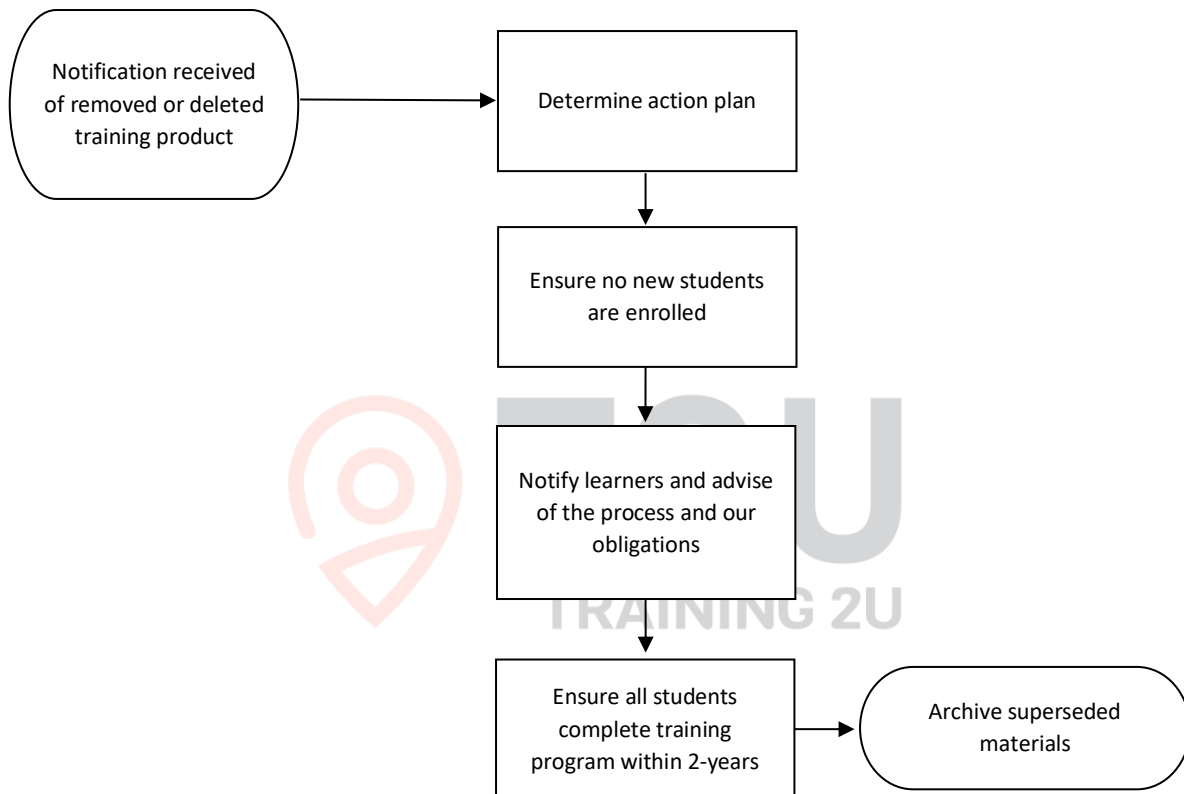 Notification received
of removed or deleted
training product
Determine action plan
Ensure no new students
are enrolled
Notify learners and advise
of the process and our
obligations
TRAINING 2U
Ensure all students
complete training
program within 2-years
Archive superseded
materials